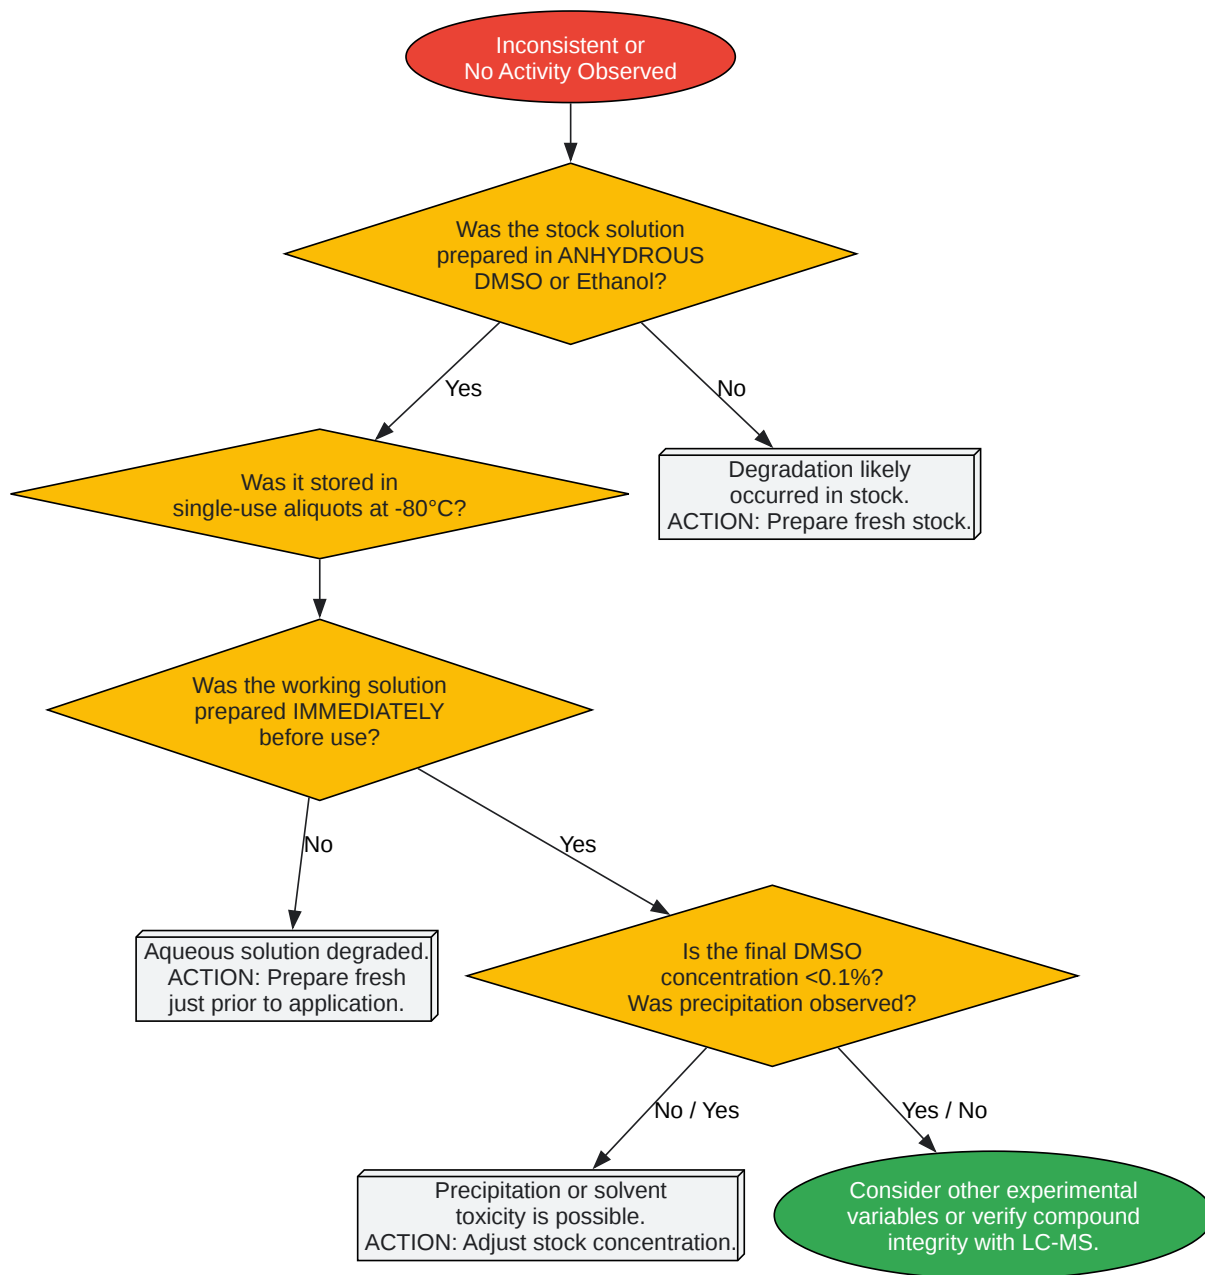 Inconsistent or
No Activity Observed
Was the stock solution
prepared in ANHYDROUS
DMSO or Ethanol?
Yes
No
Was it stored in
single-use aliquots at -80°C?
Degradation likely
occurred in stock.
ACTION: Prepare fresh stock.
Was the working solution
prepared IMMEDIATELY
before use?
No
Yes
Aqueous solution degraded.
ACTION: Prepare fresh
just prior to application.
Is the final DMSO
concentration <0.1%?
Was precipitation observed?
No / Yes
Yes / No
Precipitation or solvent
toxicity is possible.
ACTION: Adjust stock concentration.
Consider other experimental
variables or verify compound
integrity with LC-MS.